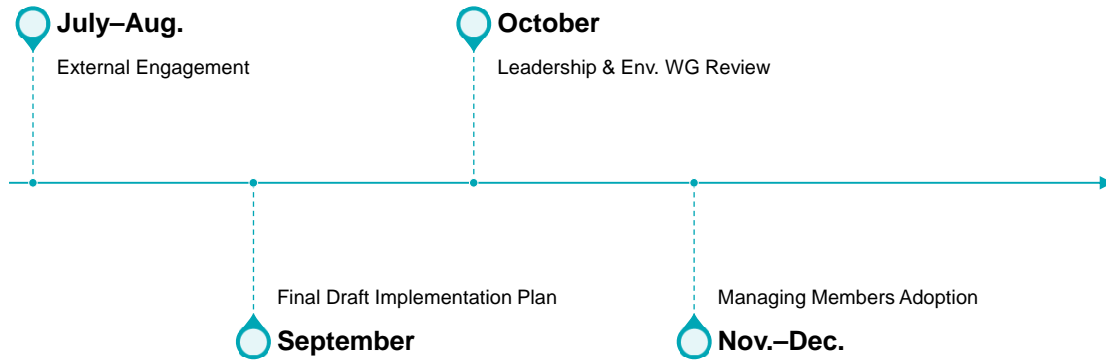 July–Aug.
External Engagement
October
Leadership & Env. WG Review
Final Draft Implementation Plan
September
Managing Members Adoption
Nov.–Dec.